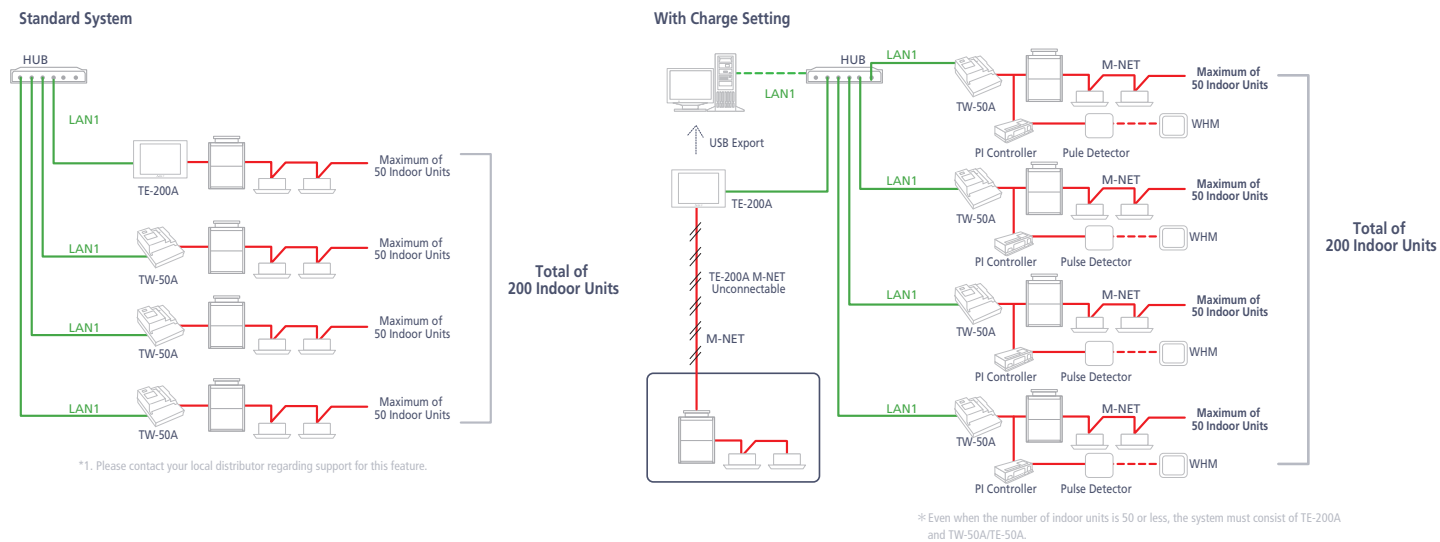 Standard System
HUB
LAN1
TE-200A
Maximum of
50 Indoor Units
LAN1
TW-50A
Maximum of
50 Indoor Units
LAN1
TW-50A
Maximum of
50 Indoor Units
LAN1
TW-50A
Maximum of
50 Indoor Units
Total of
200 Indoor Units
*1. Please contact your local distributor regarding support for this feature.
With Charge Setting
HUB
LAN1
LAN1
USB Export
TE-200A
TE-200A M-NET
Unconnectable
M-NET
TW-50A
M-NET
Maximum of
50 Indoor Units
WHM
PI Controller
Pule Detector
LAN1
TW-50A
M-NET
Maximum of
50 Indoor Units
WHM
PI Controller
Pulse Detector
LAN1
TW-50A
M-NET
Maximum of
50 Indoor Units
WHM
PI Controller
Pulse Detector
LAN1
TW-50A
M-NET
Maximum of
50 Indoor Units
WHM
PI Controller
Pulse Detector
Total of
200 Indoor Units
＊Even when the number of indoor units is 50 or less, the system must consist of TE-200A
and TW-50A/TE-50A.